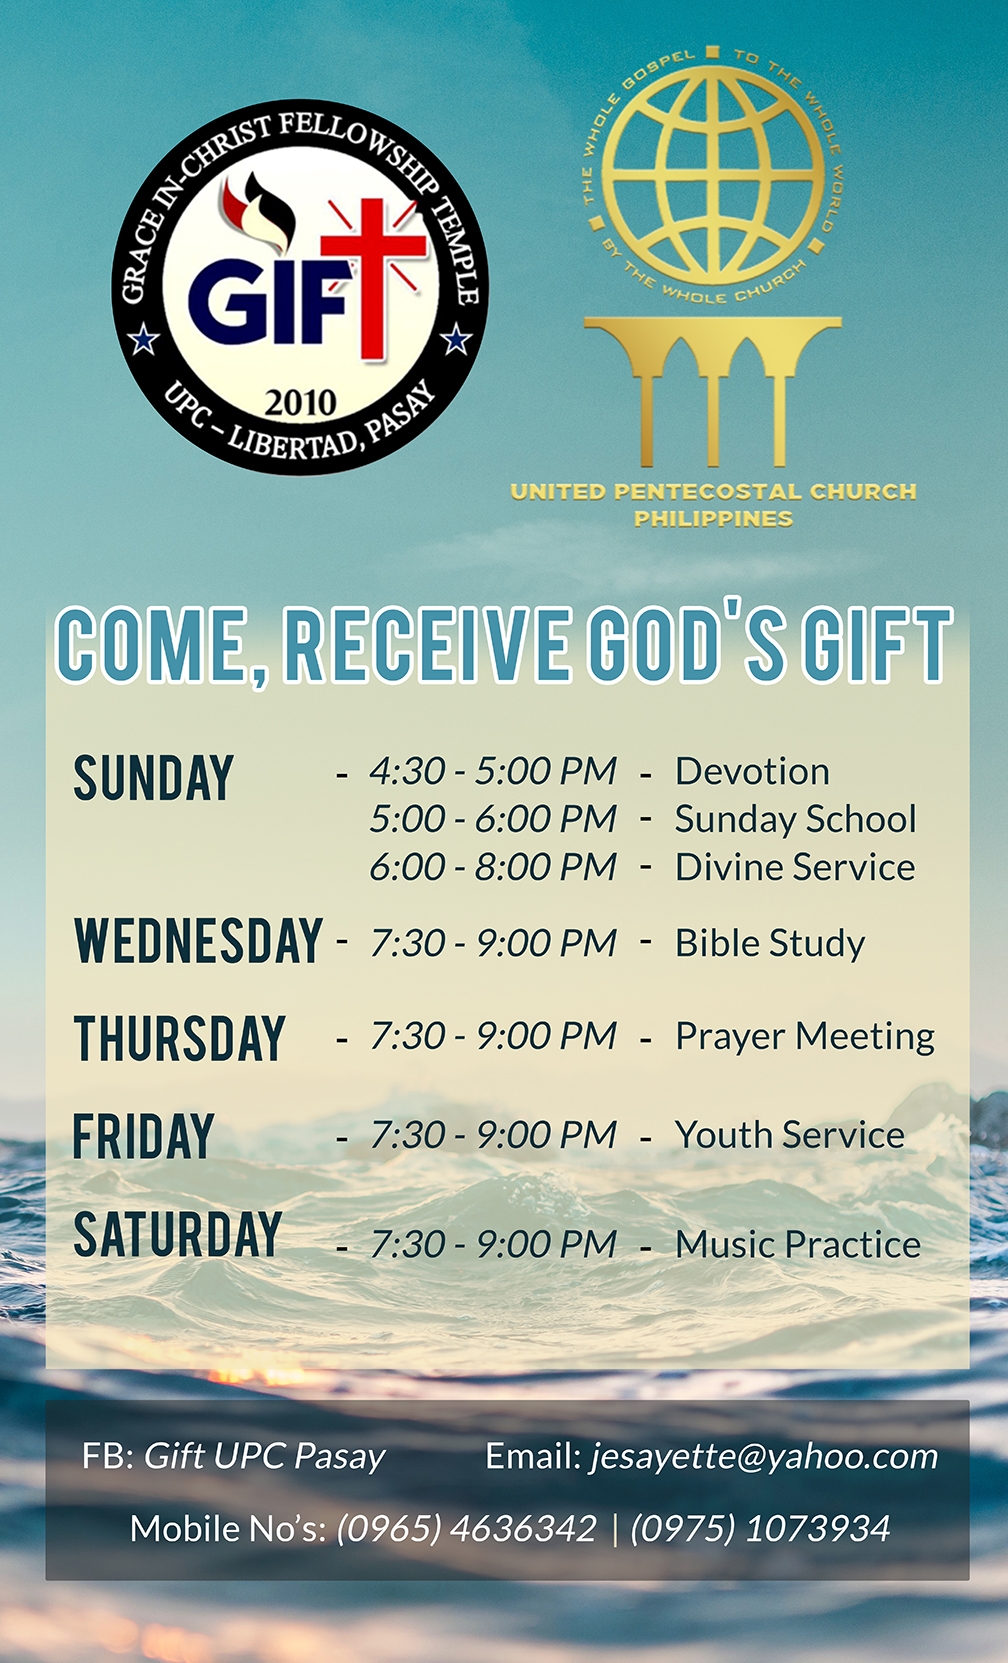 GRACE IN-CHRIST FELLOWSHIP TEMPLE
GIFT
2010
UPC – LIBERTAD, PASAY
THE WHOLE GOSPEL ■ TO THE WHOLE WORLD ■ BY THE WHOLE CHURCH ■
UNITED PENTECOSTAL CHURCH
PHILIPPINES
COME, RECEIVE GOD'S GIFT
SUNDAY - 4:30 - 5:00 PM - Devotion
5:00 - 6:00 PM - Sunday School
6:00 - 8:00 PM - Divine Service
WEDNESDAY - 7:30 - 9:00 PM - Bible Study
THURSDAY - 7:30 - 9:00 PM - Prayer Meeting
FRIDAY - 7:30 - 9:00 PM - Youth Service
SATURDAY - 7:30 - 9:00 PM - Music Practice
FB: Gift UPC Pasay Email: jesayette@yahoo.com
Mobile No’s: (0965) 4636342 | (0975) 1073934